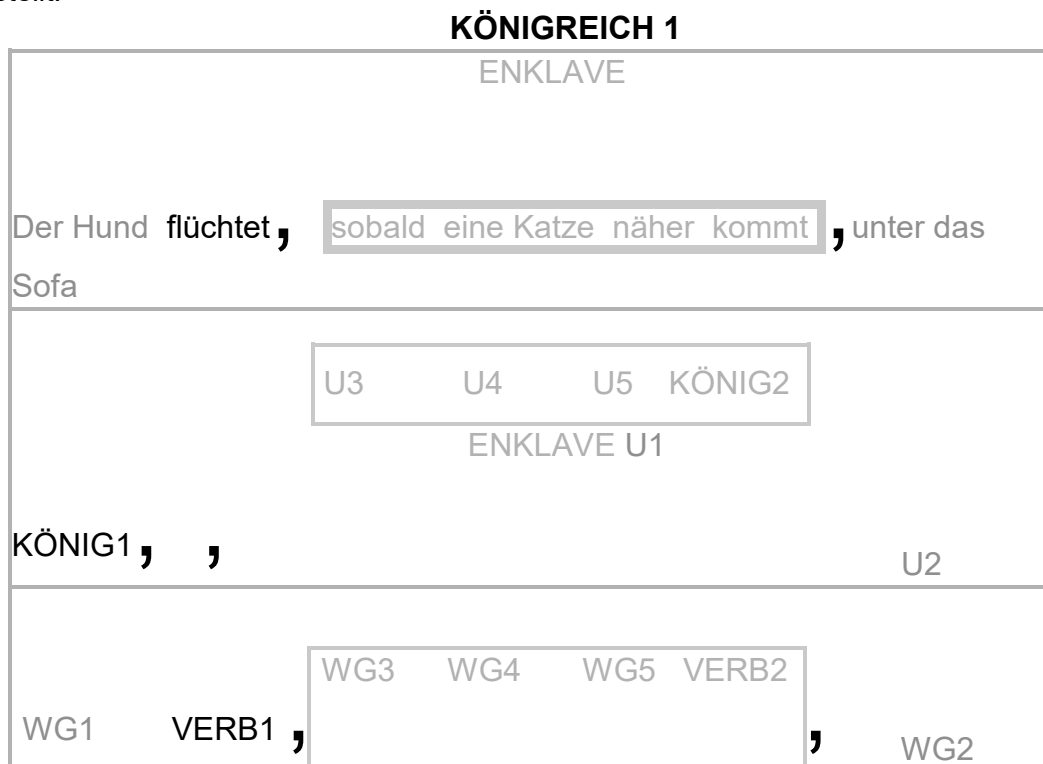 KÖNIGREICH 1
ENKLAVE
Der Hund flüchtet, sobald eine Katze näher kommt , unter das
Sofa
U3 U4 U5 KÖNIG2
ENKLAVE U1
KÖNIG1 , ,
U2
WG3 WG4 WG5 VERB2
WG1 VERB1 , , WG2